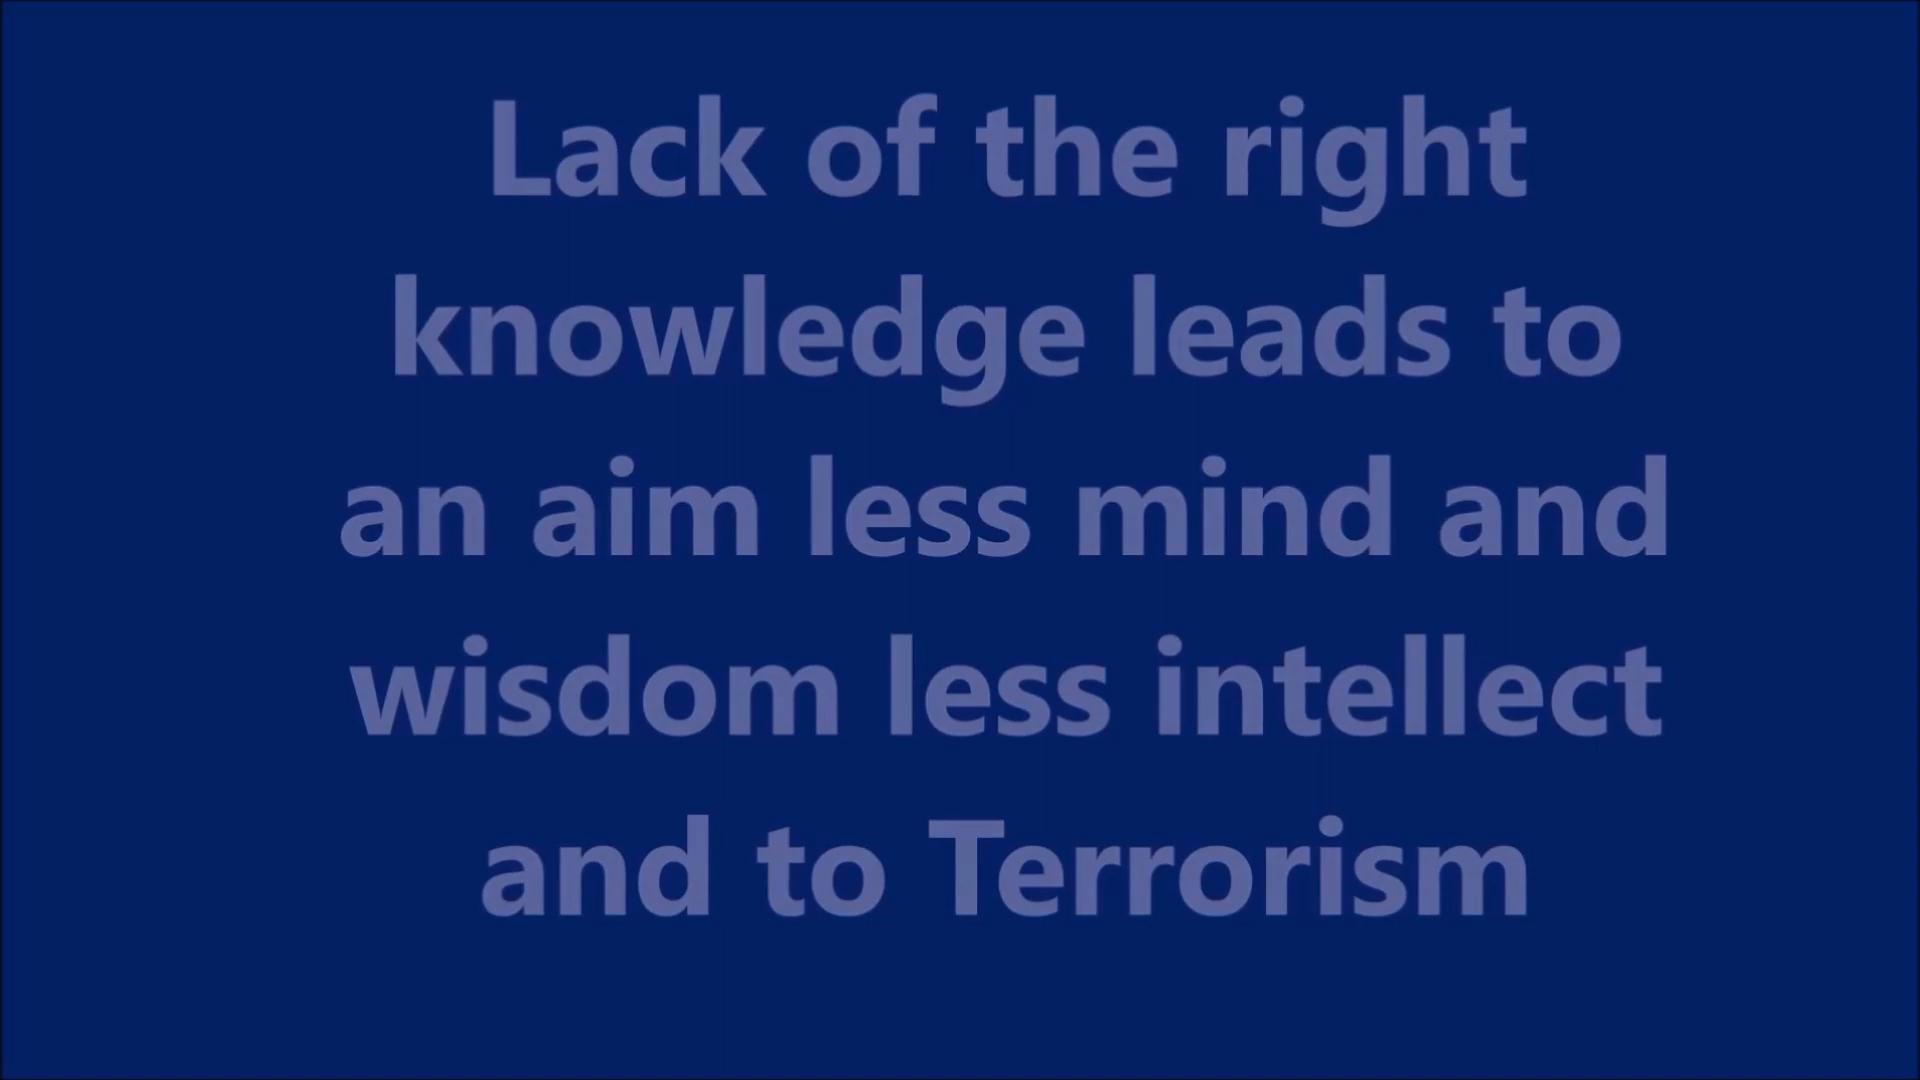 Lack of the right
knowledge leads to
an aim less mind and
wisdom less intellect
and to Terrorism